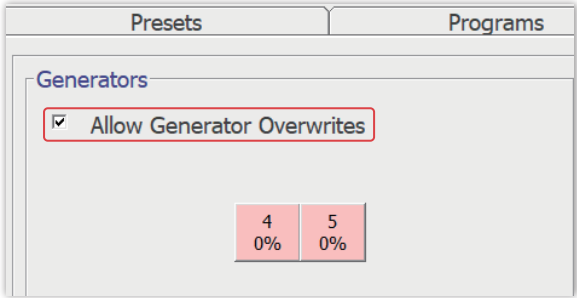 Presets Programs
Generators
Allow Generator Overwrites
4 5
0% 0%